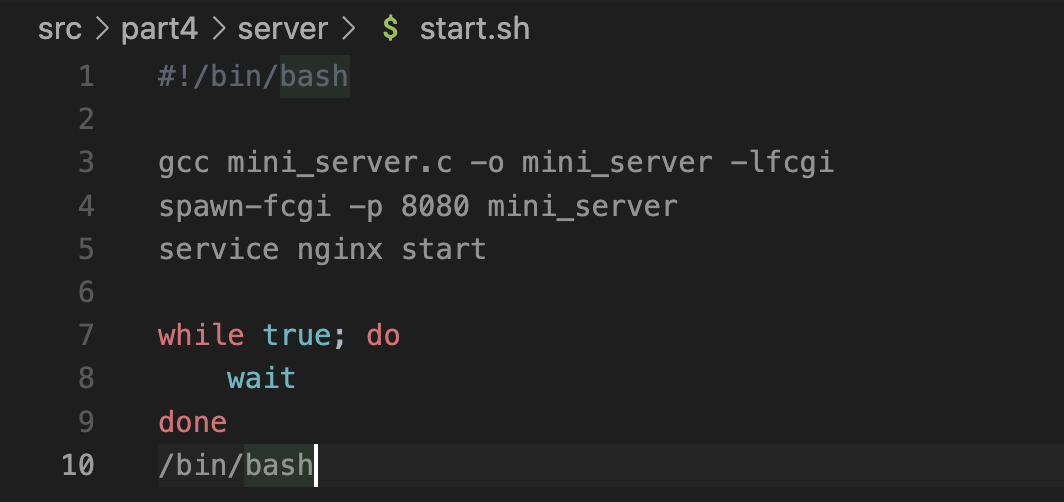 src > part4 > server > $ start.sh
1 #!/bin/bash
2
3 gcc mini_server.c -o mini_server -lfcgi
4 spawn-fcgi -p 8080 mini_server
5 service nginx start
6
7 while true; do
8     wait
9 done
10 /bin/bash